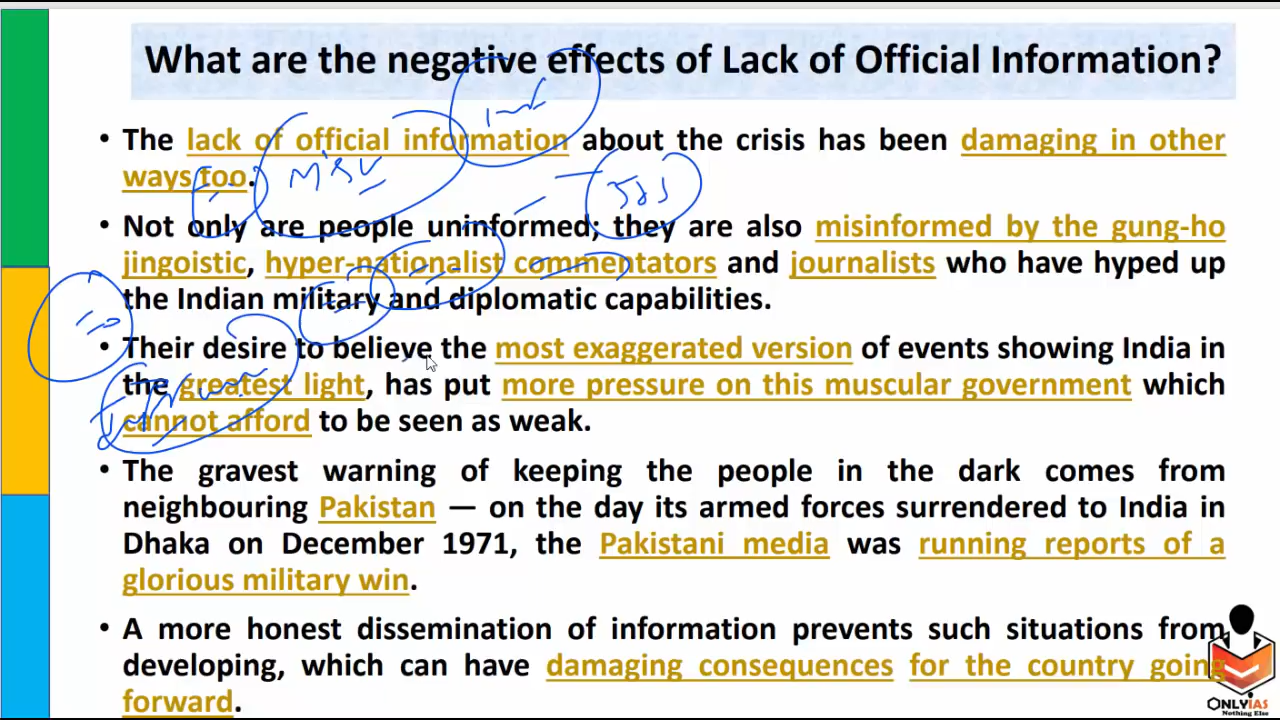 What are the negative effects of Lack of Official Information?
• The lack of official information about the crisis has been damaging in other
ways too.
• Not only are people uninformed, they are also misinformed by the gung-ho
jingoistic, hyper-nationalist commentators and journalists who have hyped up
the Indian military and diplomatic capabilities.
• Their desire to believe the most exaggerated version of events showing India in
the greatest light, has put more pressure on this muscular government which
cannot afford to be seen as weak.
• The gravest warning of keeping the people in the dark comes from
neighbouring Pakistan — on the day its armed forces surrendered to India in
Dhaka on December 1971, the Pakistani media was running reports of a
glorious military win.
• A more honest dissemination of information prevents such situations from
developing, which can have damaging consequences for the country going
forward.
ONLYIAS
Nothing Else